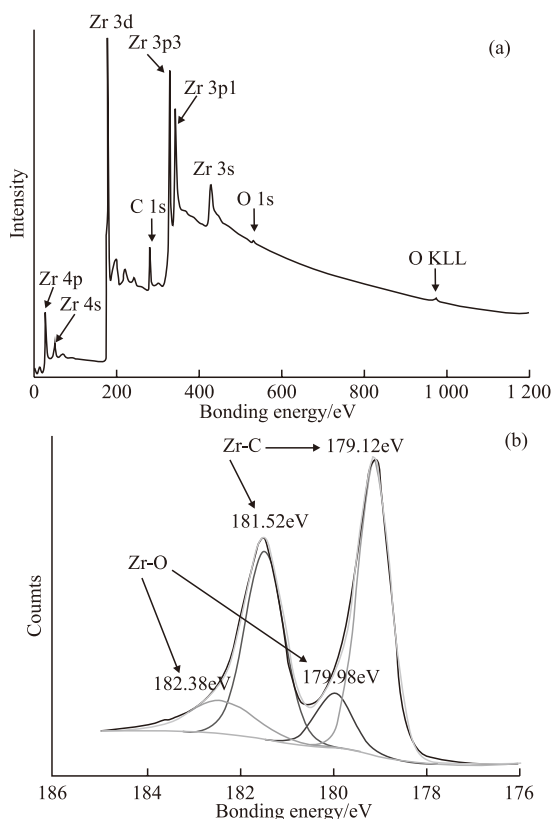 Zr 3d
(a)
Zr 3p3
Zr 3p1
Zr 3s
C 1s
O 1s
O KLL
Zr 4p
Zr 4s
Intensity
0 200 400 600 800 1 000 1 200
Bonding energy/eV
(b)
Zr-C 179.12eV
181.52eV
Zr-O
182.38eV 179.98eV
Counts
186 184 182 180 178 176
Bonding energy/eV